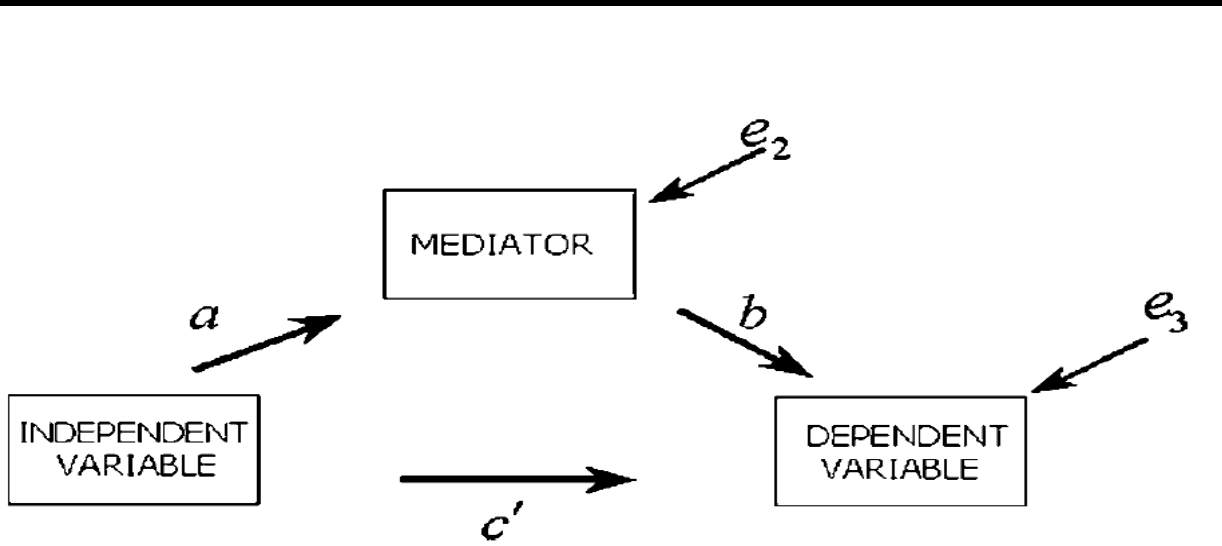 e₂
MEDIATOR
a
b
e₃
INDEPENDENT
VARIABLE
DEPENDENT
VARIABLE
c′